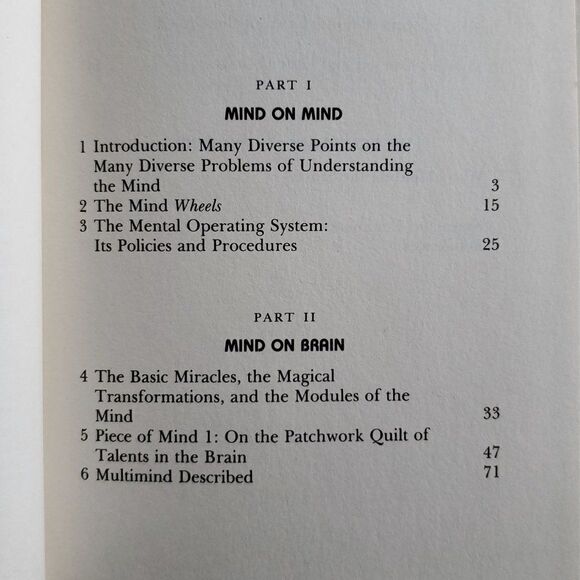 PART I
MIND ON MIND
1 Introduction: Many Diverse Points on the
Many Diverse Problems of Understanding
the Mind 3
2 The Mind Wheels 15
3 The Mental Operating System:
Its Policies and Procedures 25
PART II
MIND ON BRAIN
4 The Basic Miracles, the Magical
Transformations, and the Modules of the
Mind 33
5 Piece of Mind 1: On the Patchwork Quilt of
Talents in the Brain 47
6 Multimind Described 71